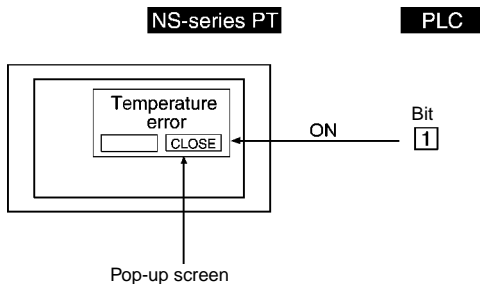 NS-series PT
PLC
Temperature
error
CLOSE
ON
Bit
1
Pop-up screen